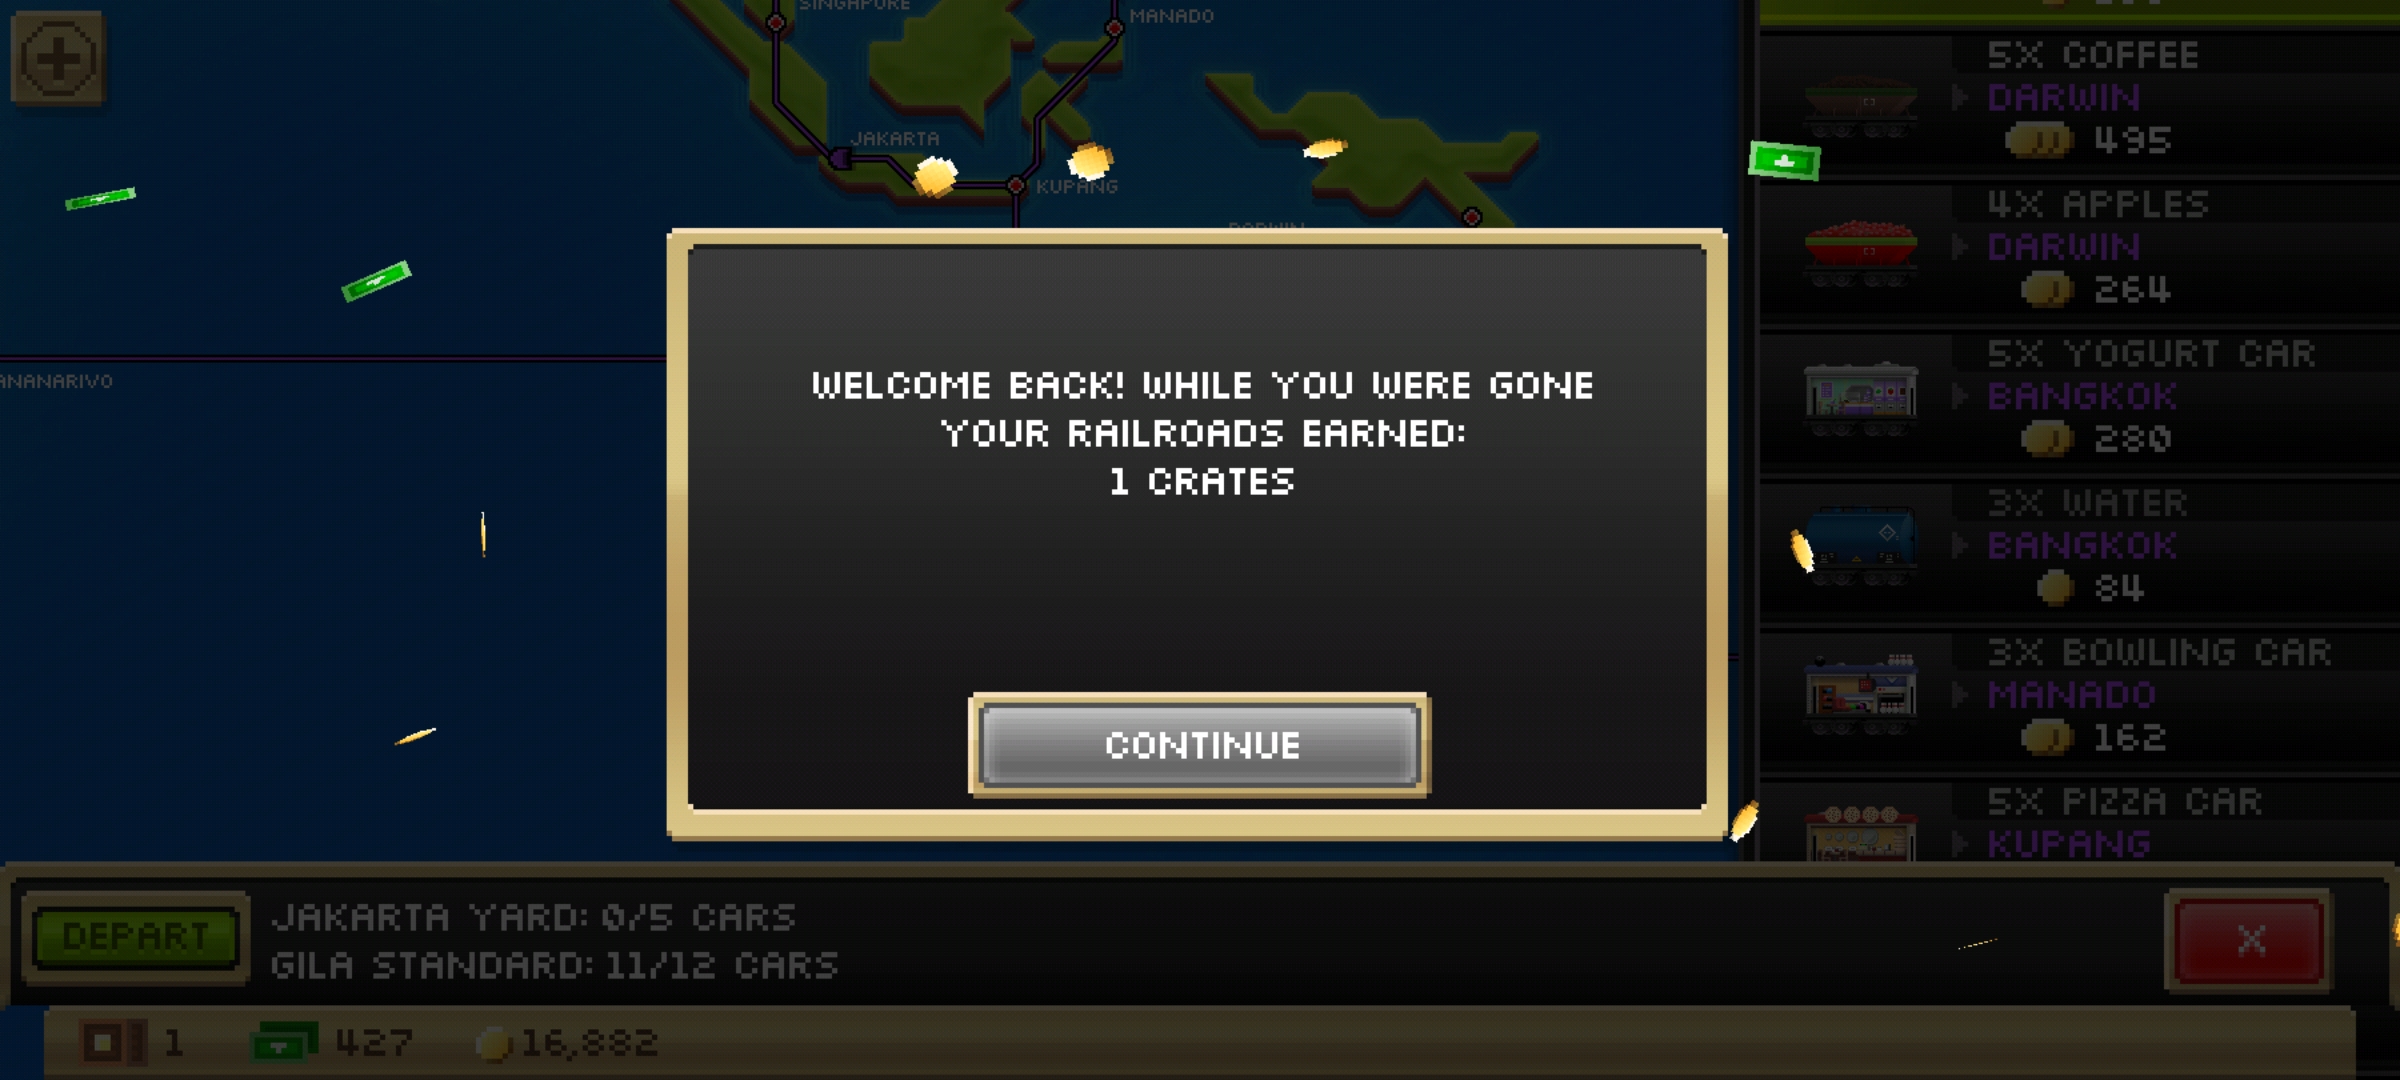 SINGAPORE
MANADO
JAKARTA
KUPANG
DARWIN
ANANARIVO
WELCOME BACK! WHILE YOU WERE GONE
YOUR RAILROADS EARNED:
1 CRATES
CONTINUE
5X COFFEE
DARWIN
495
4X APPLES
DARWIN
264
5X YOGURT CAR
BANGKOK
280
3X WATER
BANGKOK
84
3X BOWLING CAR
MANADO
162
5X PIZZA CAR
KUPANG
DEPART
JAKARTA YARD: 0/5 CARS
GILA STANDARD: 11/12 CARS
X
1
427
16,882